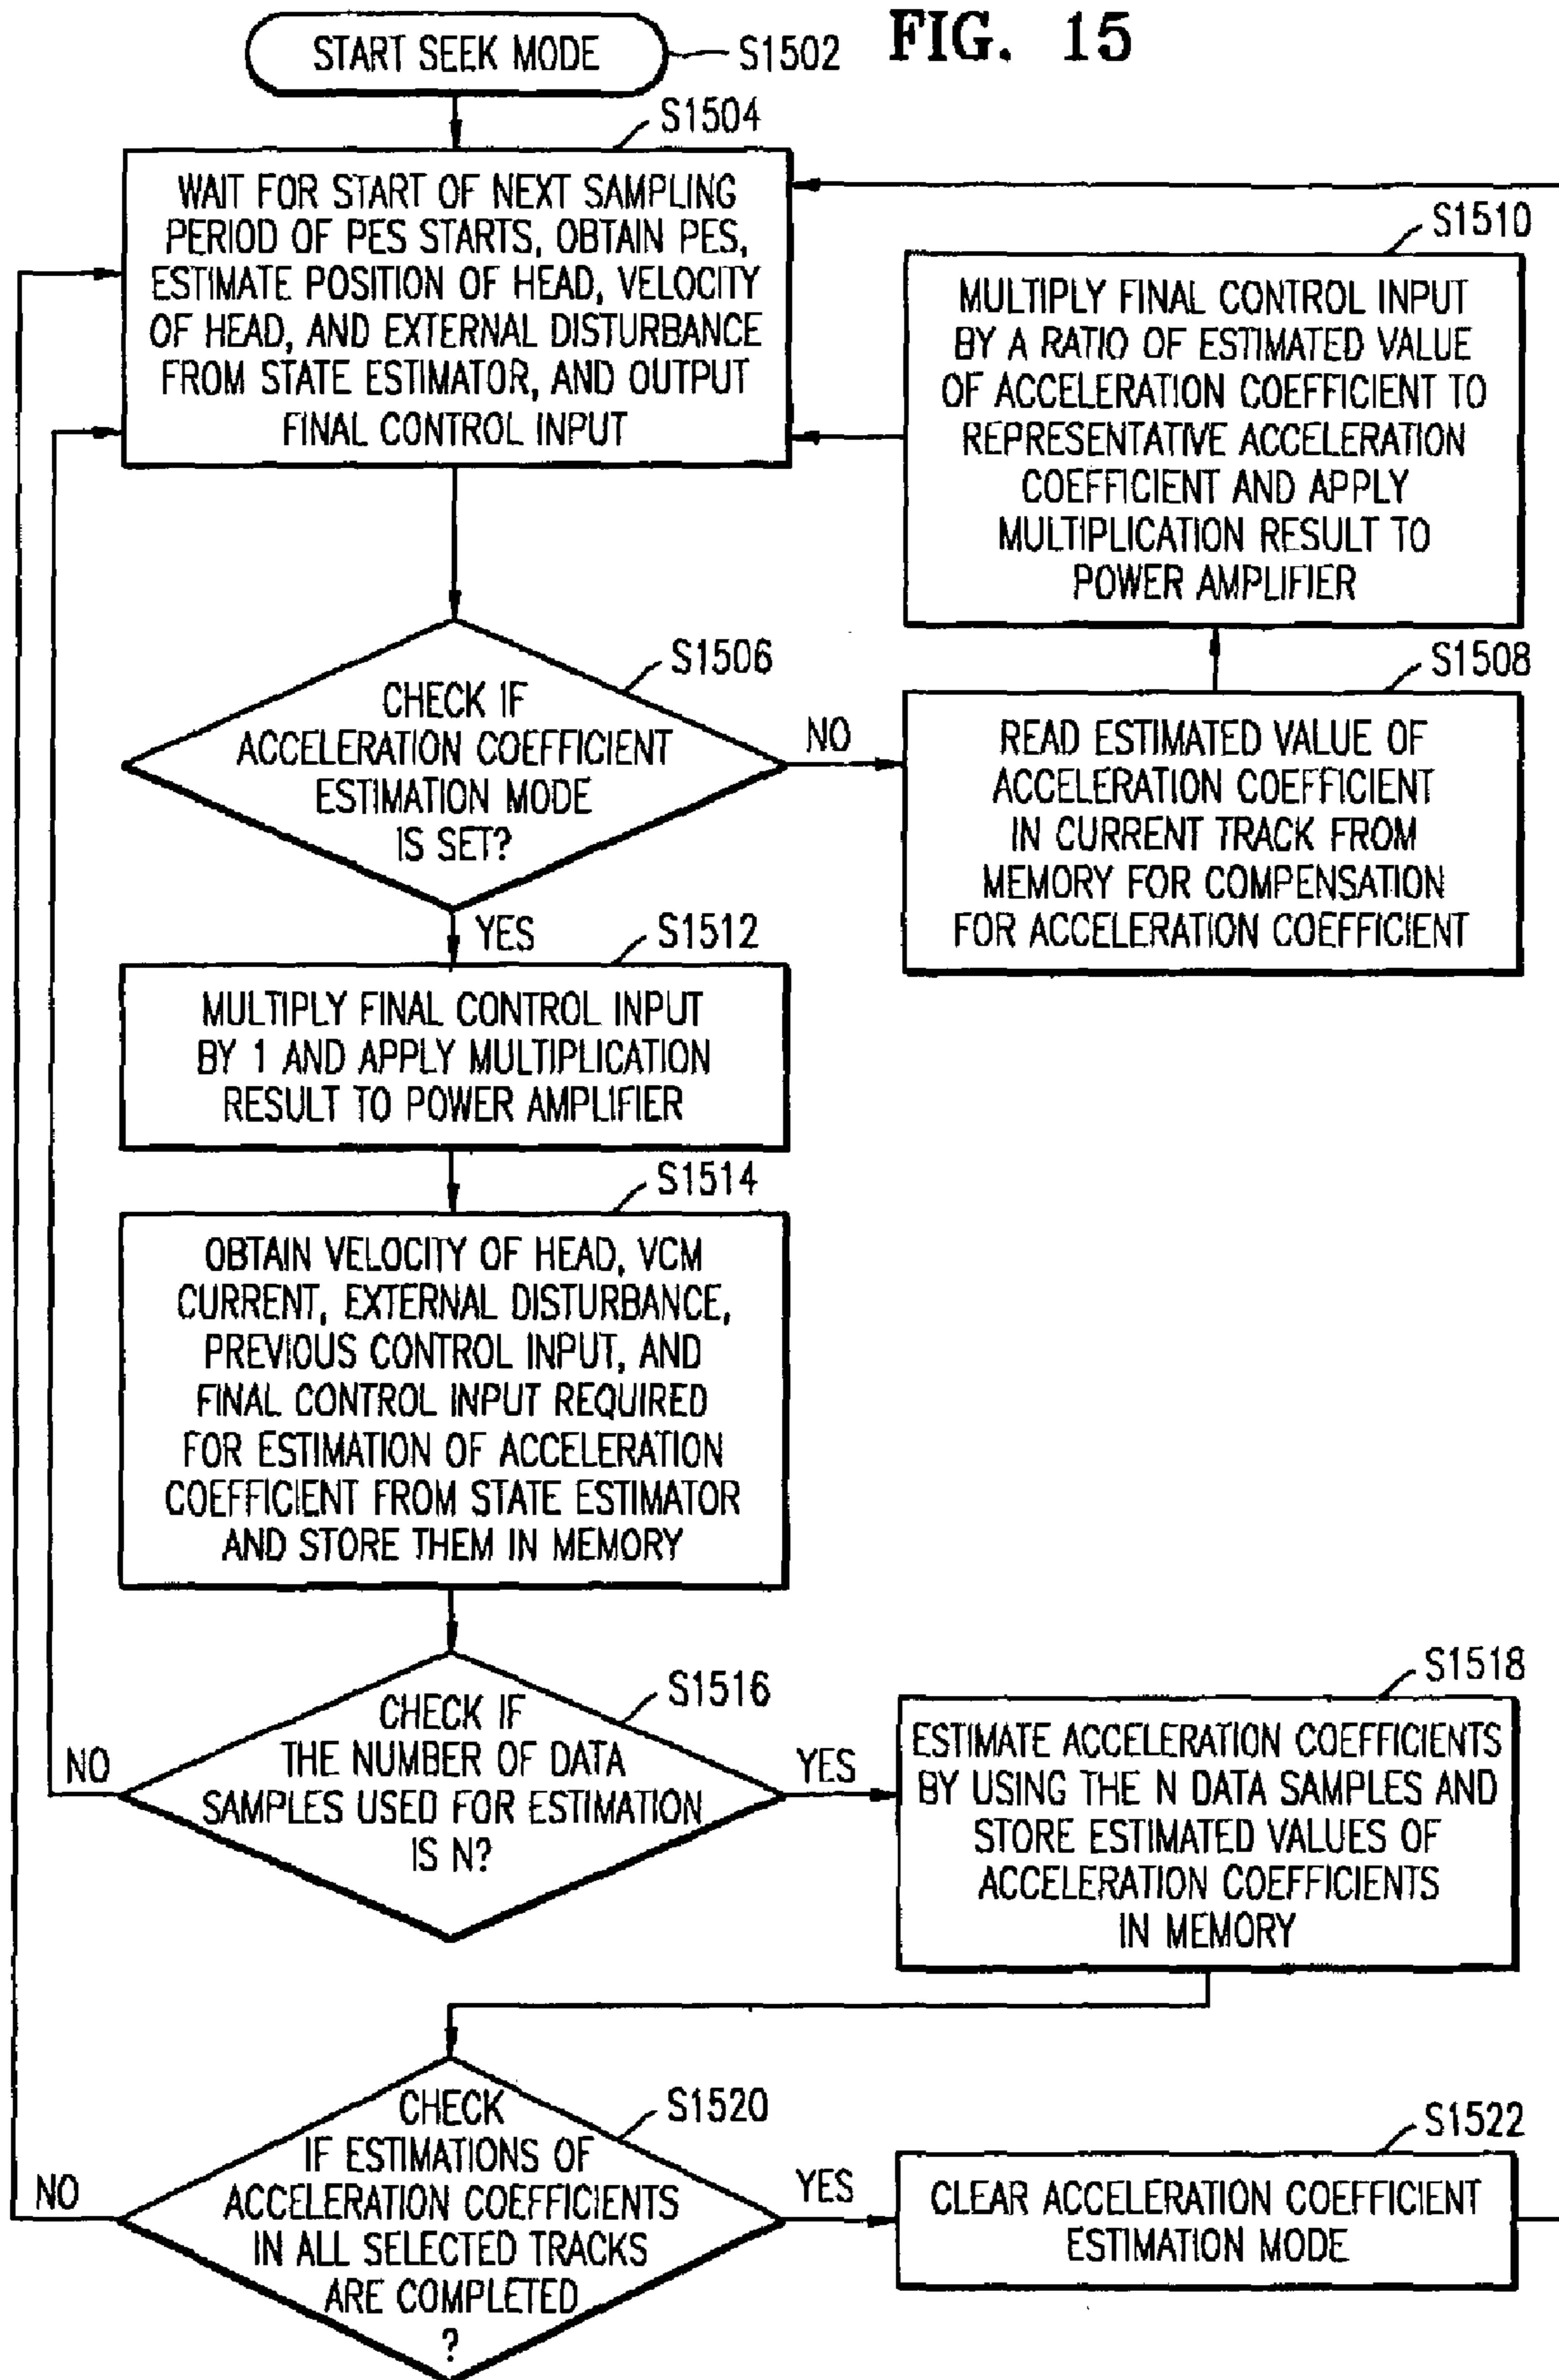 FIG. 15
START SEEK MODE
S1502
S1504
WAIT FOR START OF NEXT SAMPLING
PERIOD OF PES STARTS, OBTAIN PES,
ESTIMATE POSITION OF HEAD, VELOCITY
OF HEAD, AND EXTERNAL DISTURBANCE
FROM STATE ESTIMATOR, AND OUTPUT
FINAL CONTROL INPUT
S1510
MULTIPLY FINAL CONTROL INPUT
BY A RATIO OF ESTIMATED VALUE
OF ACCELERATION COEFFICIENT TO
REPRESENTATIVE ACCELERATION
COEFFICIENT AND APPLY
MULTIPLICATION RESULT TO
POWER AMPLIFIER
S1506
CHECK IF
ACCELERATION COEFFICIENT
ESTIMATION MODE
IS SET?
NO
S1508
READ ESTIMATED VALUE OF
ACCELERATION COEFFICIENT
IN CURRENT TRACK FROM
MEMORY FOR COMPENSATION
FOR ACCELERATION COEFFICIENT
YES
S1512
MULTIPLY FINAL CONTROL INPUT
BY 1 AND APPLY MULTIPLICATION
RESULT TO POWER AMPLIFIER
S1514
OBTAIN VELOCITY OF HEAD, VCM
CURRENT, EXTERNAL DISTURBANCE,
PREVIOUS CONTROL INPUT, AND
FINAL CONTROL INPUT REQUIRED
FOR ESTIMATION OF ACCELERATION
COEFFICIENT FROM STATE ESTIMATOR
AND STORE THEM IN MEMORY
S1516
CHECK IF
THE NUMBER OF DATA
SAMPLES USED FOR ESTIMATION
IS N?
NO
YES
S1518
ESTIMATE ACCELERATION COEFFICIENTS
BY USING THE N DATA SAMPLES AND
STORE ESTIMATED VALUES OF
ACCELERATION COEFFICIENTS
IN MEMORY
S1520
CHECK
IF ESTIMATIONS OF
ACCELERATION COEFFICIENTS
IN ALL SELECTED TRACKS
ARE COMPLETED
?
NO
YES
S1522
CLEAR ACCELERATION COEFFICIENT
ESTIMATION MODE